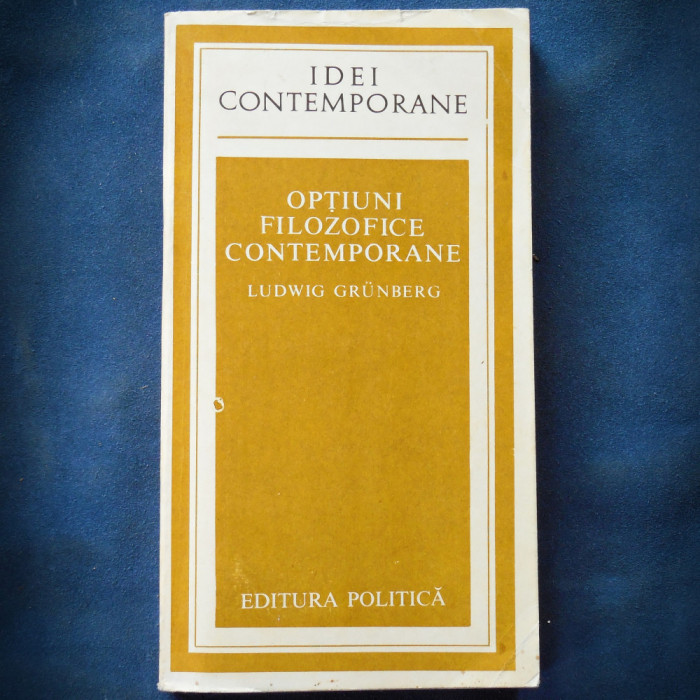 IDEI
CONTEMPORANE
OPȚIUNI
FILOZOFICE
CONTEMPORANE
LUDWIG GRÜNBERG
EDITURA POLITICĂ